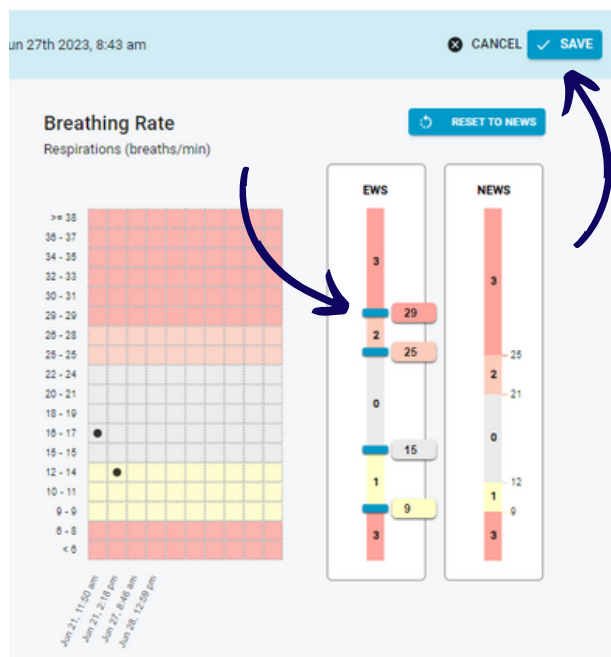 un 27th 2023, 8:43 am
CANCEL
SAVE
Breathing Rate
RESET TO NEWS
Respirations (breaths/min)
EWS
NEWS
>= 38
36 - 37
34 - 35
32 - 33
30 - 31
29 - 29
26 - 28
25 - 25
22 - 24
20 - 21
18 - 19
16 - 17
15 - 15
12 - 14
10 - 11
9 - 9
6 - 8
< 6
3
29
2
25
0
15
1
9
3
3
25
2
21
0
12
1
9
3
Jun 21, 11:50 am
Jun 21, 2:18 pm
Jun 27, 8:46 am
Jun 28, 12:59 pm